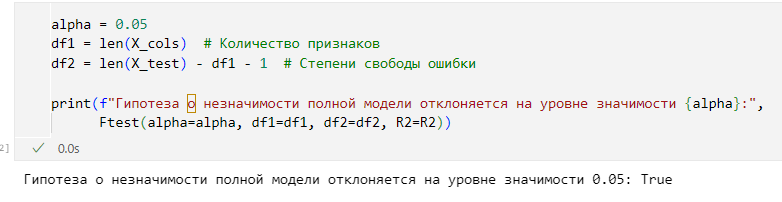 alpha = 0.05
df1 = len(X_cols)  # Количество признаков
df2 = len(X_test) - df1 - 1  # Степени свободы ошибки
print(f"Гипотеза о незначимости полной модели отклоняется на уровне значимости {alpha}:",
Ftest(alpha=alpha, df1=df1, df2=df2, R2=R2))
2] 0.0s
Гипотеза о незначимости полной модели отклоняется на уровне значимости 0.05: True